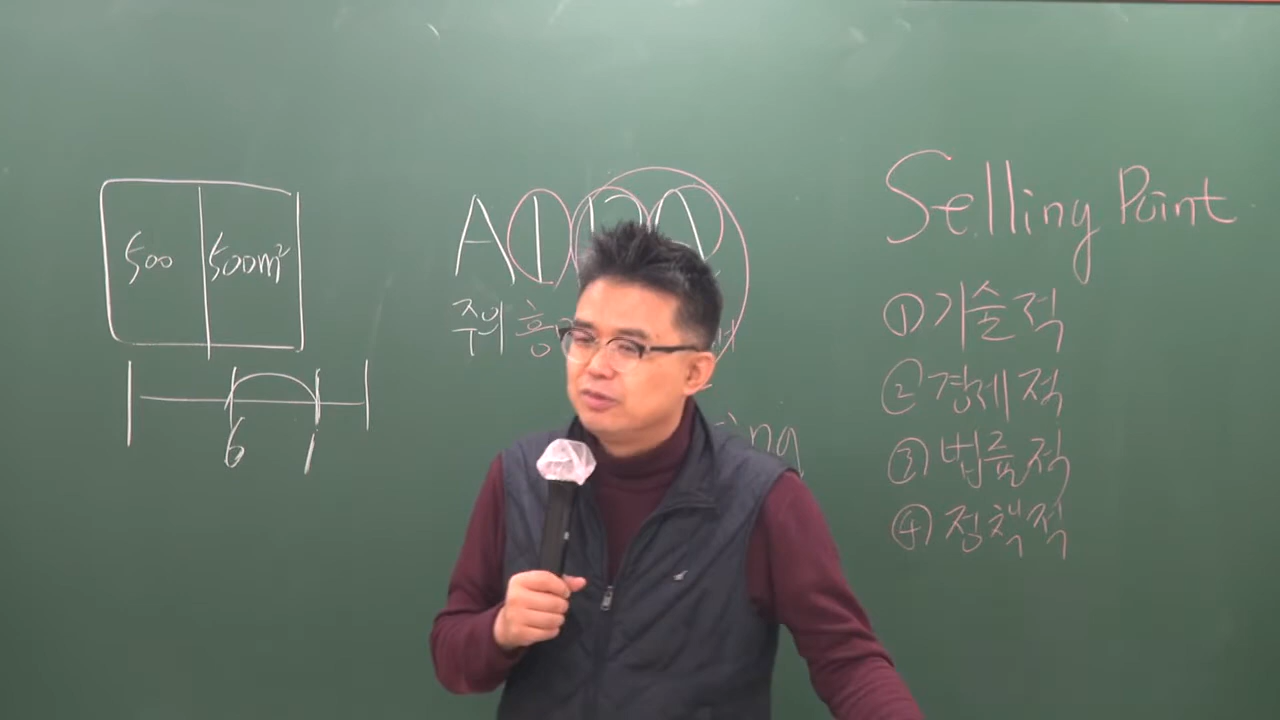 500 500m²
6 1
AIDA
주의 흥
ing
Selling Point
① 기술적
② 경제적
③ 법률적
④ 정책적